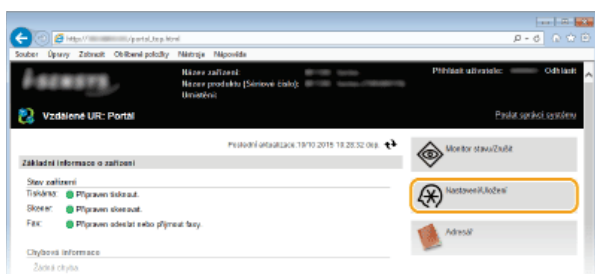 http://
/portal_top.html
Soubor Úpravy Zobrazit Oblíbené položky Nástroje Nápověda
Název zařízení:
Název produktu (Sériové číslo):
Umístění:
Přihlásit uživatele:
Odhlásit
Vzdálené UR: Portál
Poslat správci systému
Poslední aktualizace:
2015 10:28:32 dop.
Základní informace o zařízení
Stav zařízení
Tiskárna: Připraven tisknout.
Skener: Připraven skenovat.
Fax: Připraven odeslat nebo přijmout faxy.
Chybové informace
Žádná chyba.
Monitor stavu/Zrušit
Nastavení/Uložení
Adresář